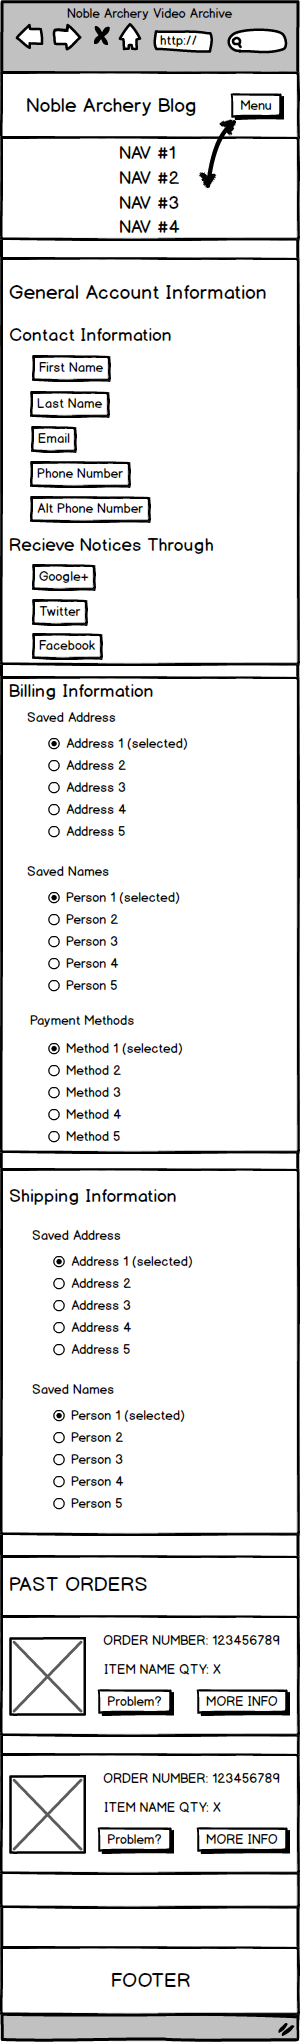 Noble Archery Video Archive
http://
Noble Archery Blog
Menu
NAV #1
NAV #2
NAV #3
NAV #4
General Account Information
Contact Information
First Name
Last Name
Email
Phone Number
Alt Phone Number
Recieve Notices Through
Google+
Twitter
Facebook
Billing Information
Saved Address
Address 1 (selected)
Address 2
Address 3
Address 4
Address 5
Saved Names
Person 1 (selected)
Person 2
Person 3
Person 4
Person 5
Payment Methods
Method 1 (selected)
Method 2
Method 3
Method 4
Method 5
Shipping Information
Saved Address
Address 1 (selected)
Address 2
Address 3
Address 4
Address 5
Saved Names
Person 1 (selected)
Person 2
Person 3
Person 4
Person 5
PAST ORDERS
ORDER NUMBER: 123456789
ITEM NAME QTY: X
Problem?
MORE INFO
ORDER NUMBER: 123456789
ITEM NAME QTY: X
Problem?
MORE INFO
FOOTER